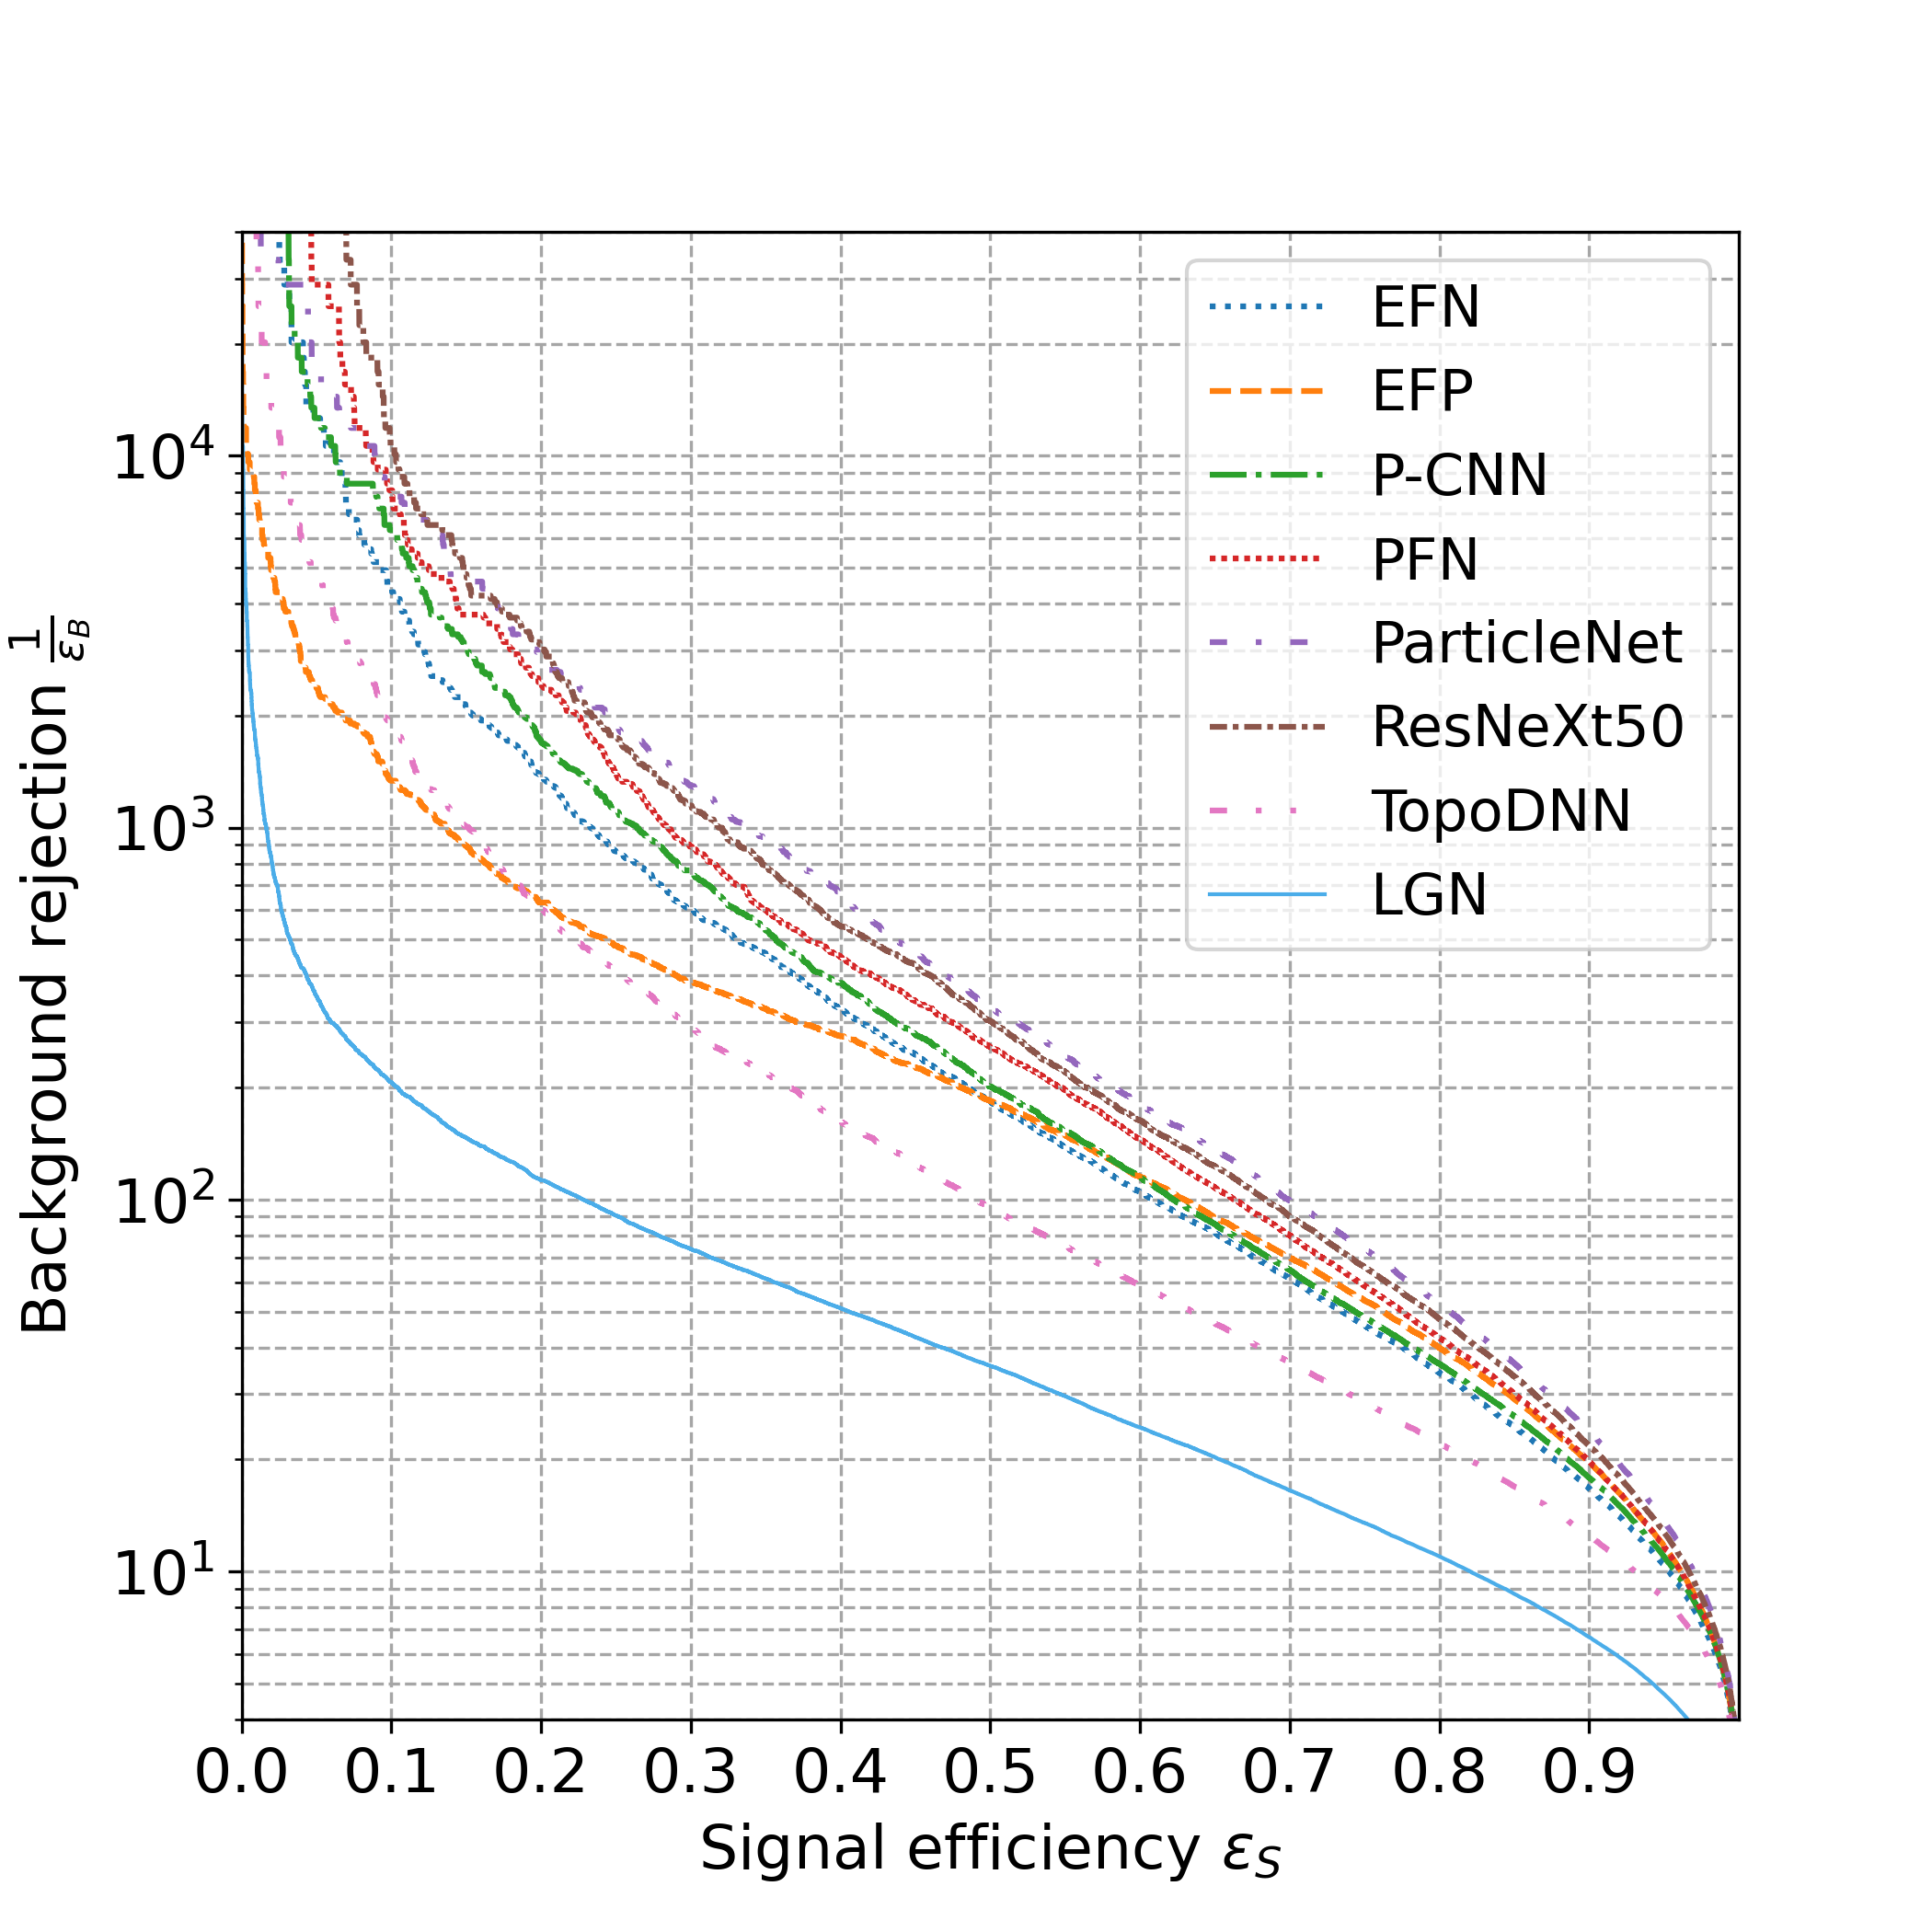 Background rejection 1/ε_B
10^4
10^3
10^2
10^1
EFN
EFP
P-CNN
PFN
ParticleNet
ResNeXt50
TopoDNN
LGN
0.0 0.1 0.2 0.3 0.4 0.5 0.6 0.7 0.8 0.9
Signal efficiency ε_S